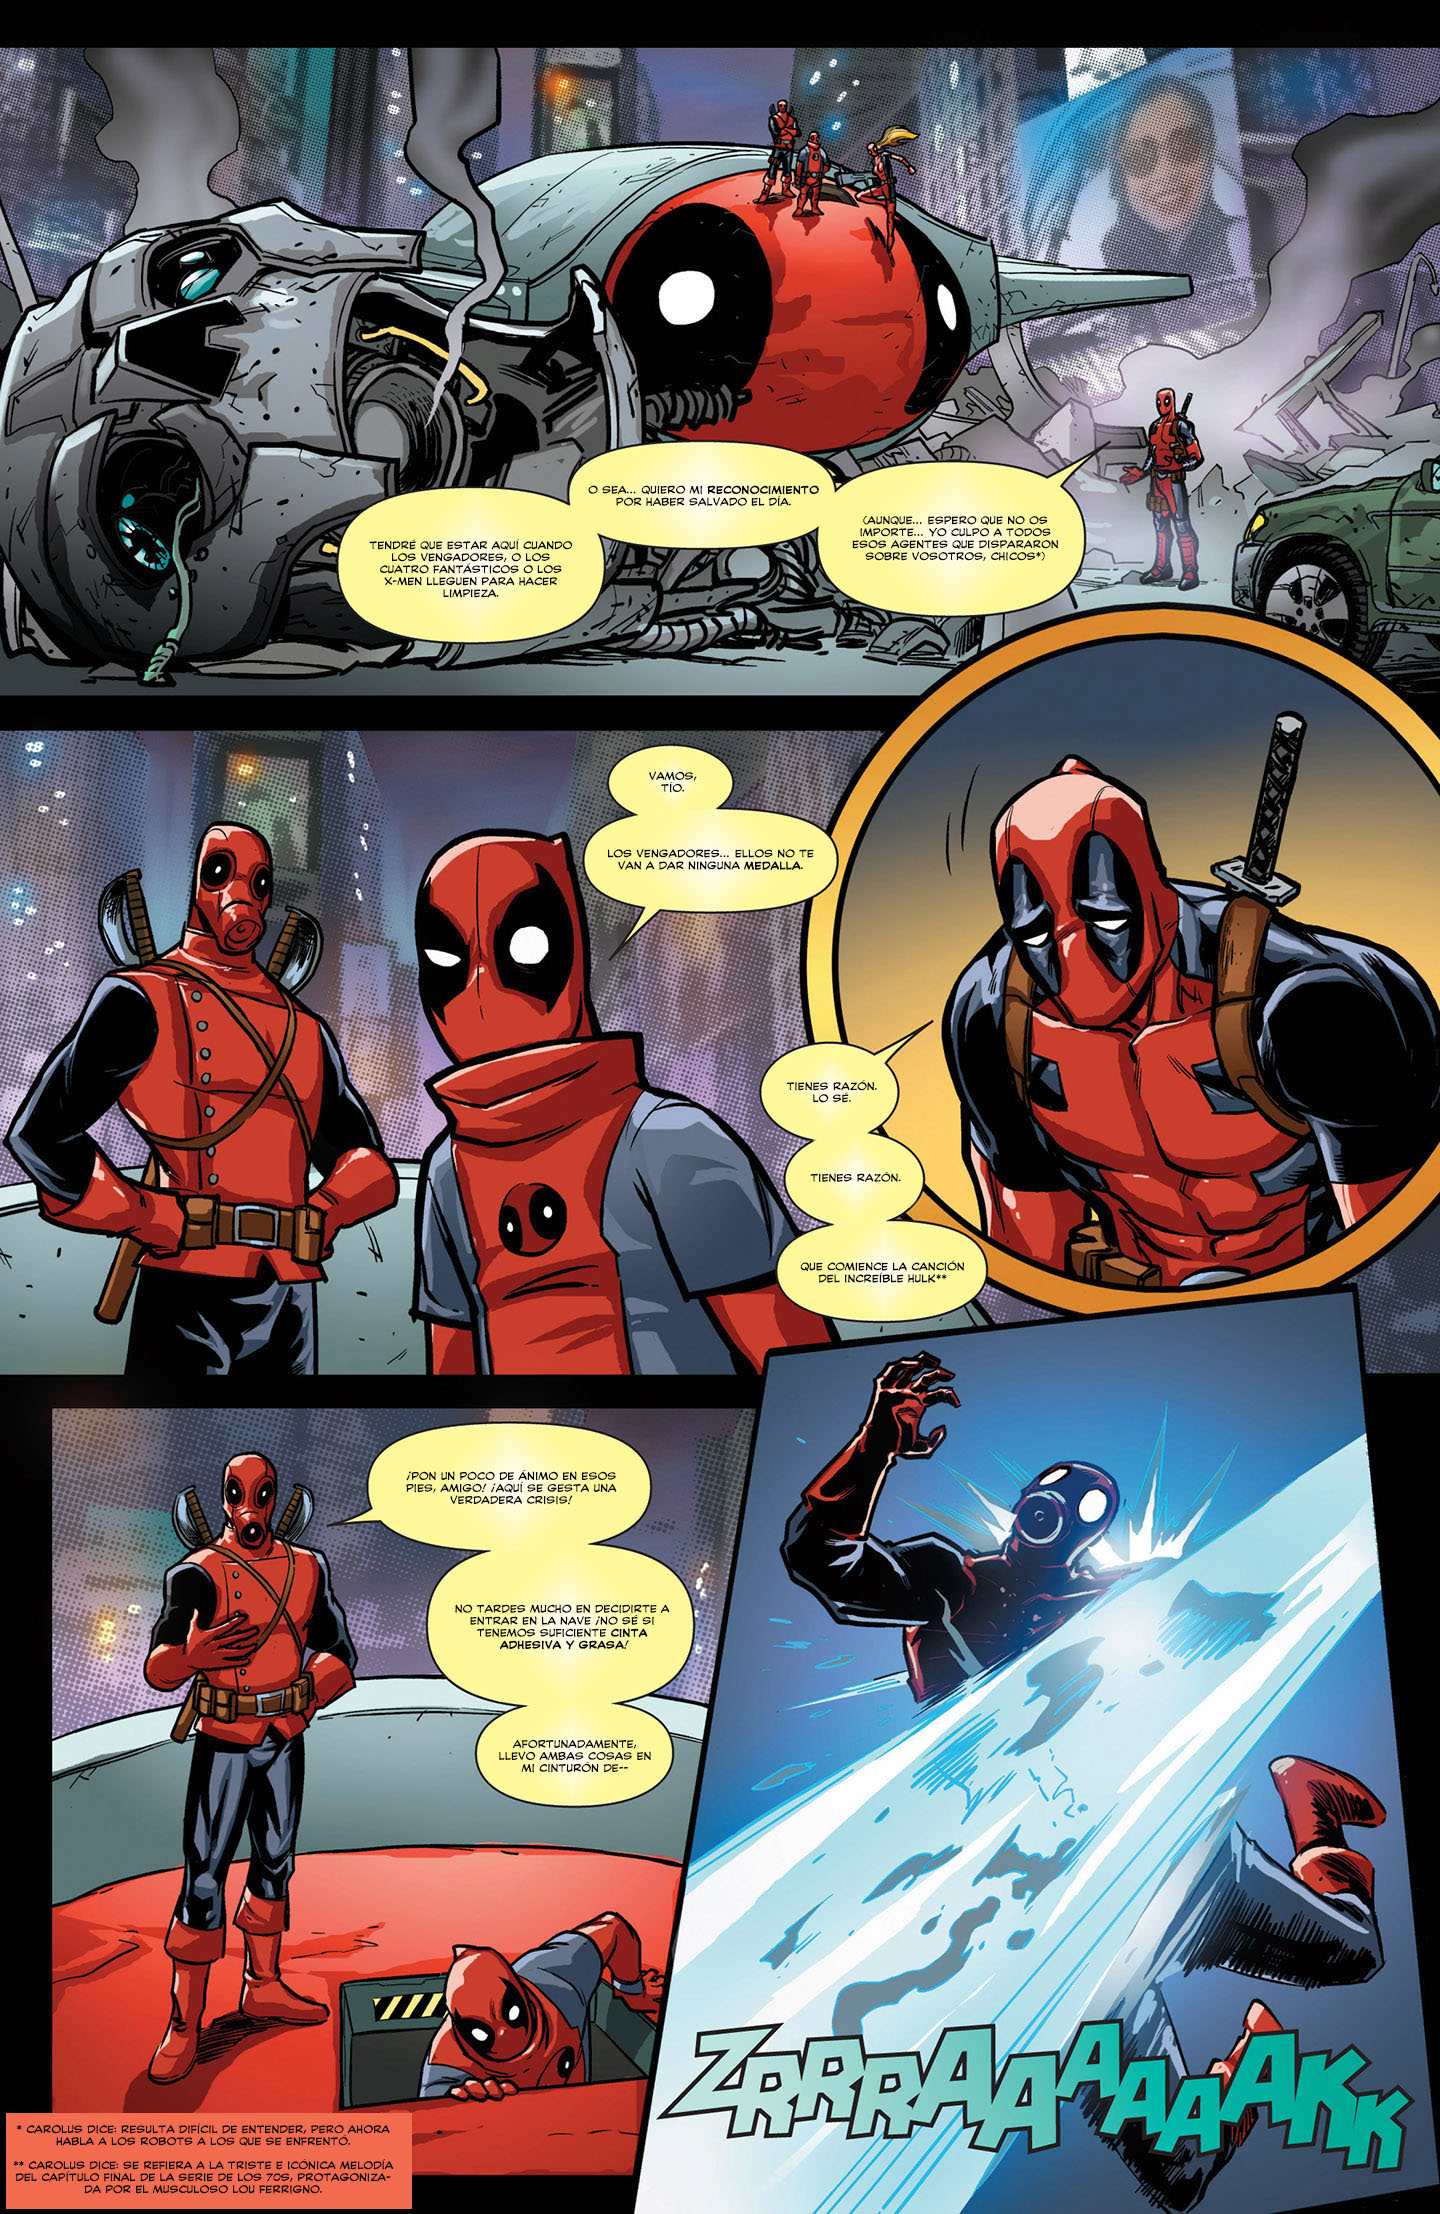 TENDRÉ QUE ESTAR AQUÍ CUANDO
LOS VENGADORES, O LOS
CUATRO FANTÁSTICOS O LOS
X-MEN LLEGUEN PARA HACER
LIMPIEZA.
O SEA... QUIERO MI RECONOCIMIENTO
POR HABER SALVADO EL DÍA.
(AUNQUE... ESPERO QUE NO OS
IMPORTE... YO CULPO A TODOS
ESOS AGENTES QUE DISPARARON
SOBRE VOSOTROS, CHICOS*)
VAMOS,
TÍO.
LOS VENGADORES... ELLOS NO TE
VAN A DAR NINGUNA MEDALLA.
TIENES RAZÓN.
LO SÉ.
TIENES RAZÓN.
QUE COMIENCE LA CANCIÓN
DEL INCREÍBLE HULK**
¡PON UN POCO DE ÁNIMO EN ESOS
PIES, AMIGO! ¡AQUÍ SE GESTA UNA
VERDADERA CRISIS!
NO TARDES MUCHO EN DECIDIRTE A
ENTRAR EN LA NAVE ¡NO SÉ SI
TENEMOS SUFICIENTE CINTA
ADHESIVA Y GRASA!
AFORTUNADAMENTE,
LLEVO AMBAS COSAS EN
MI CINTURÓN DE--
ZRRRAAAAAAKK
* CAROLUS DICE: RESULTA DIFÍCIL DE ENTENDER, PERO AHORA
HABLA A LOS ROBOTS A LOS QUE SE ENFRENTÓ.
** CAROLUS DICE: SE REFIERA A LA TRISTE E ICÓNICA MELODÍA
DEL CAPÍTULO FINAL DE LA SERIE DE LOS 70S, PROTAGONIZA-
DA POR EL MUSCULOSO LOU FERRIGNO.